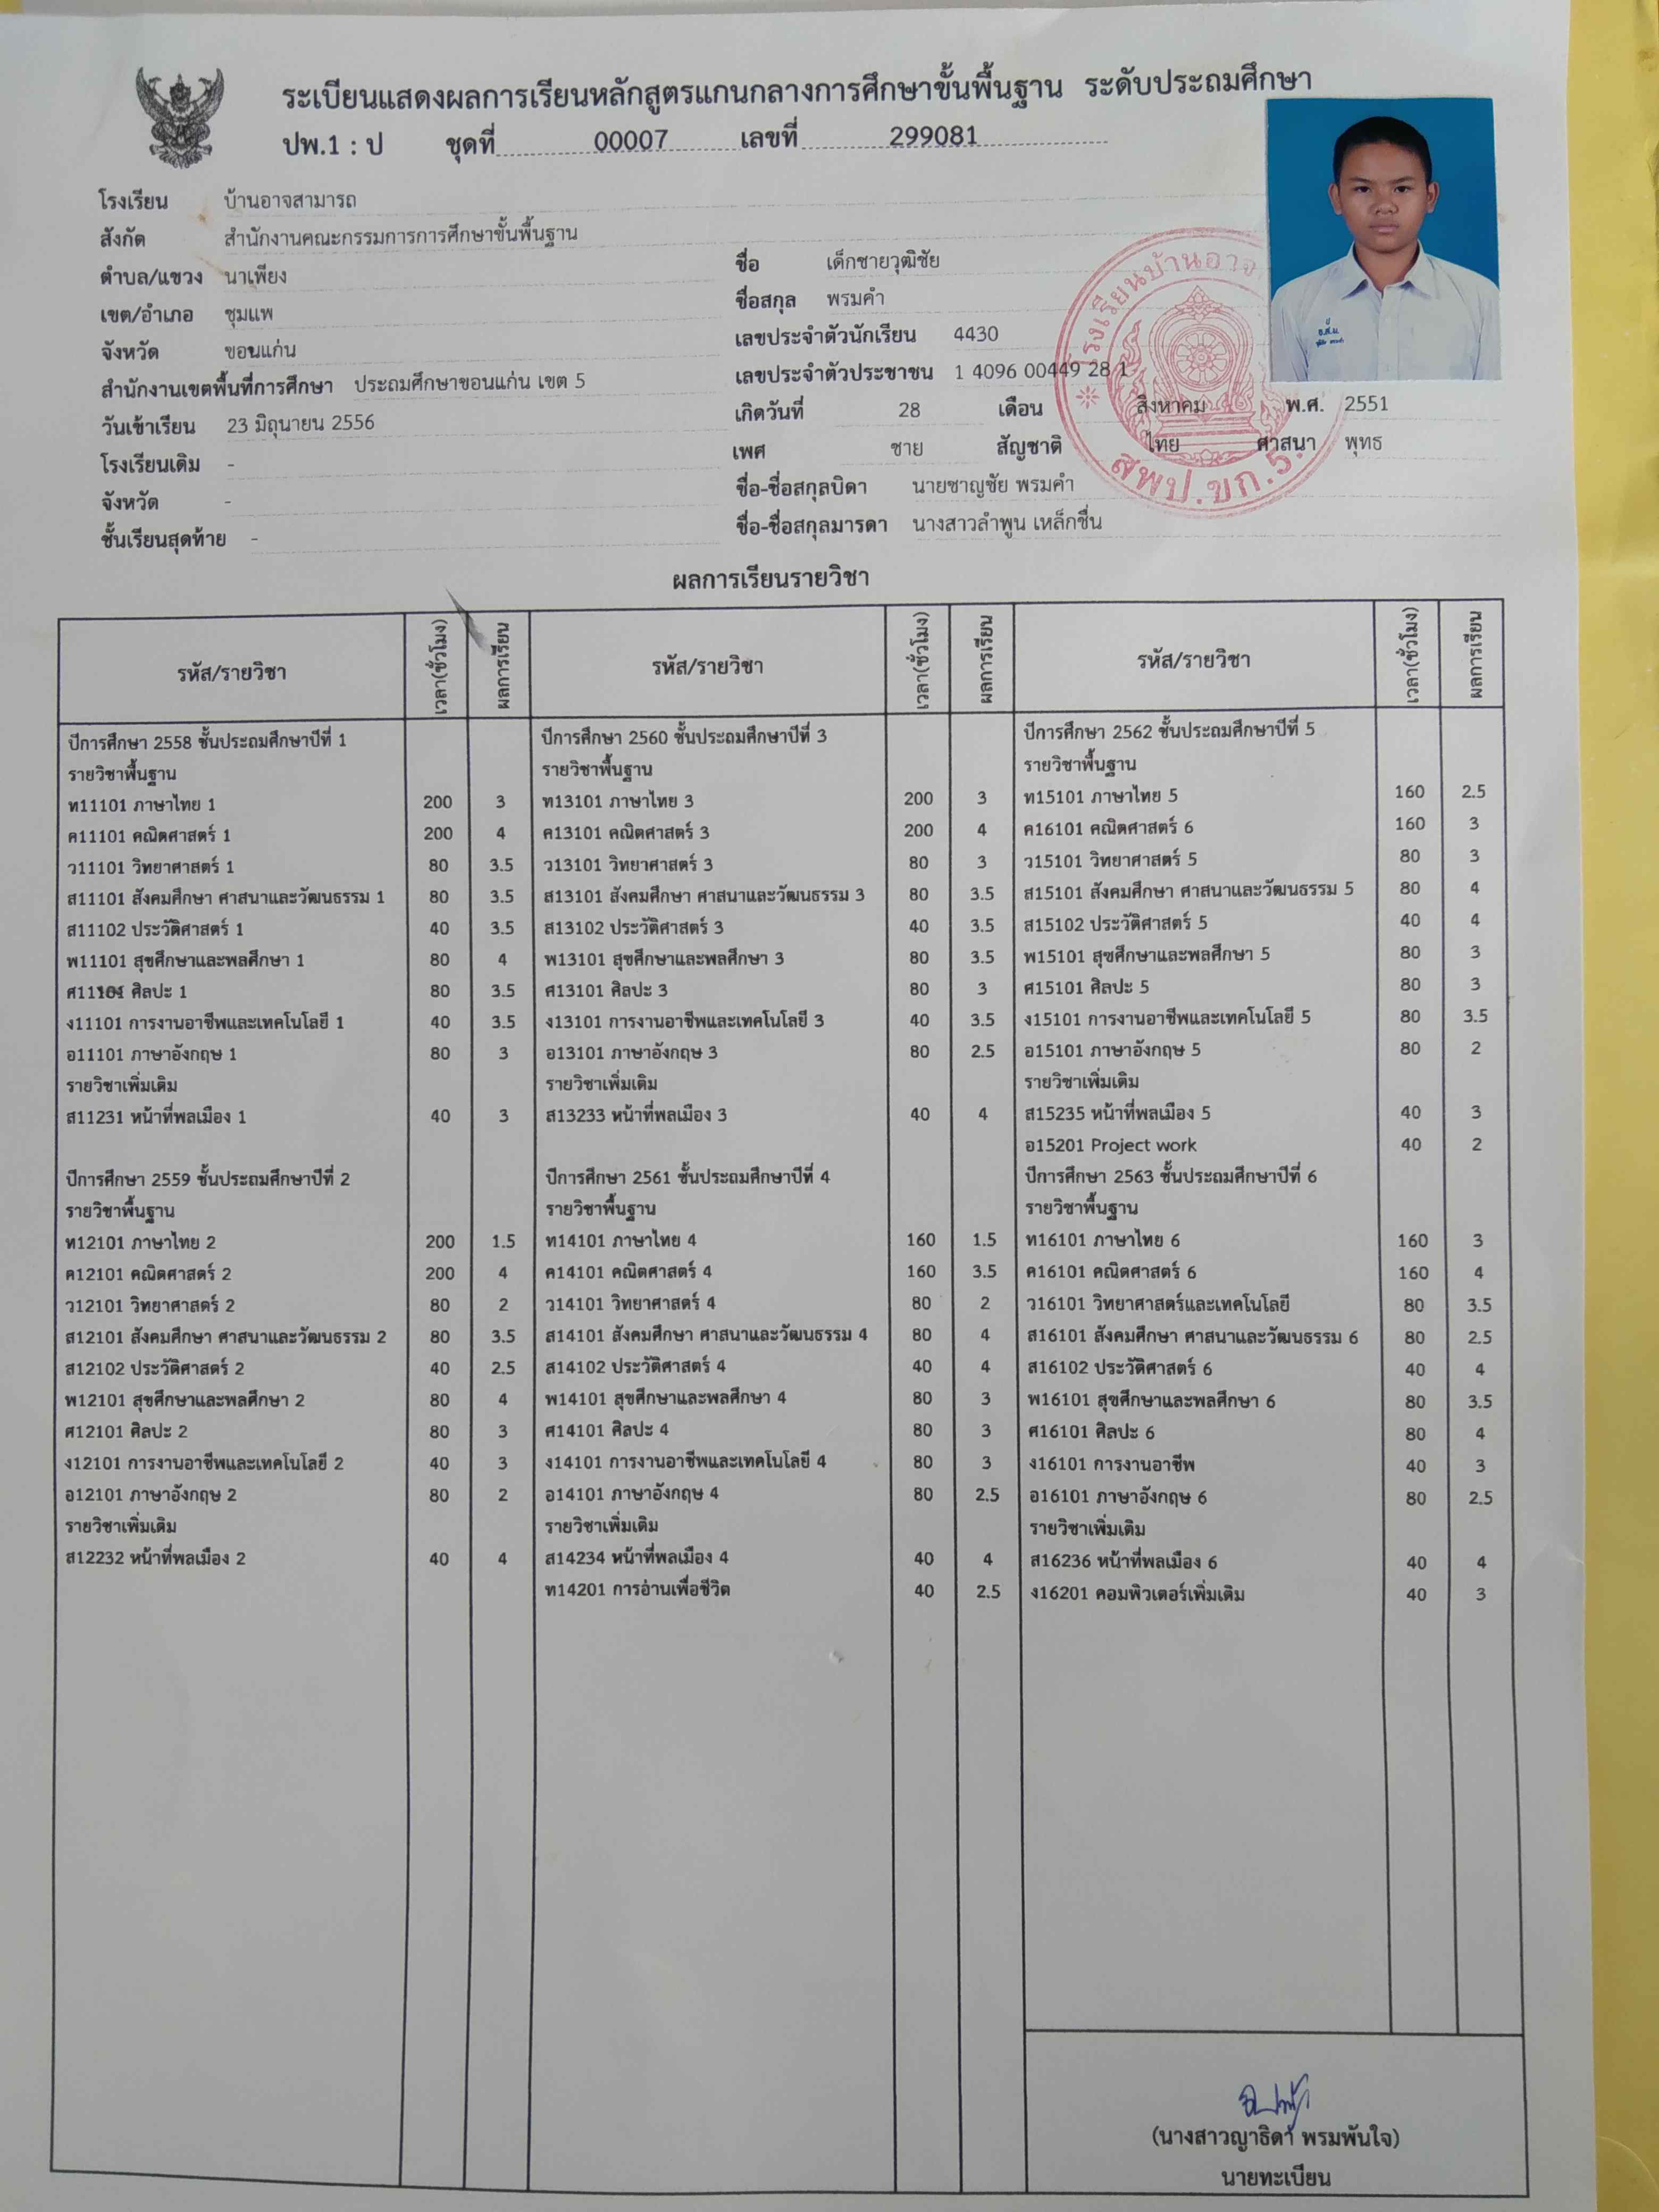 ระเบียนแสดงผลการเรียนหลักสูตรแกนกลางการศึกษาขั้นพื้นฐาน ระดับประถมศึกษา
ปพ.1 : ป ชุดที่ 00007 เลขที่ 299081
โรงเรียน บ้านอาจสามารถ
สังกัด สำนักงานคณะกรรมการการศึกษาขั้นพื้นฐาน
ตำบล/แขวง นาเพียง
เขต/อำเภอ ชุมแพ
จังหวัด ขอนแก่น
สำนักงานเขตพื้นที่การศึกษา ประถมศึกษาขอนแก่น เขต 5
วันเข้าเรียน 23 มิถุนายน 2556
โรงเรียนเดิม -
จังหวัด -
ชั้นเรียนสุดท้าย -
ชื่อ เด็กชายวุฒิชัย
ชื่อสกุล พรมคำ
เลขประจำตัวนักเรียน 4430
เลขประจำตัวประชาชน 1 4096 00449 28 1
เกิดวันที่ 28 เดือน สิงหาคม พ.ศ. 2551
เพศ ชาย สัญชาติ ไทย ศาสนา พุทธ
ชื่อ-ชื่อสกุลบิดา นายชาญชัย พรมคำ
ชื่อ-ชื่อสกุลมารดา นางสาวลำพูน เหล็กชื่น
โรงเรียนบ้านอาจ
สพป.ขก.5
อ.ส.ม.
ผลการเรียนรายวิชา
รหัส/รายวิชา เวลา(ชั่วโมง) ผลการเรียน
ปีการศึกษา 2558 ชั้นประถมศึกษาปีที่ 1
รายวิชาพื้นฐาน
ท11101 ภาษาไทย 1 200 3
ค11101 คณิตศาสตร์ 1 200 4
ว11101 วิทยาศาสตร์ 1 80 3.5
ส11101 สังคมศึกษา ศาสนาและวัฒนธรรม 1 80 3.5
ส11102 ประวัติศาสตร์ 1 40 3.5
พ11101 สุขศึกษาและพลศึกษา 1 80 4
ศ11101 ศิลปะ 1 80 3.5
ง11101 การงานอาชีพและเทคโนโลยี 1 40 3.5
อ11101 ภาษาอังกฤษ 1 80 3
รายวิชาเพิ่มเติม
ส11231 หน้าที่พลเมือง 1 40 3
ปีการศึกษา 2559 ชั้นประถมศึกษาปีที่ 2
รายวิชาพื้นฐาน
ท12101 ภาษาไทย 2 200 1.5
ค12101 คณิตศาสตร์ 2 200 4
ว12101 วิทยาศาสตร์ 2 80 2
ส12101 สังคมศึกษา ศาสนาและวัฒนธรรม 2 80 3.5
ส12102 ประวัติศาสตร์ 2 40 2.5
พ12101 สุขศึกษาและพลศึกษา 2 80 4
ศ12101 ศิลปะ 2 80 3
ง12101 การงานอาชีพและเทคโนโลยี 2 40 3
อ12101 ภาษาอังกฤษ 2 80 2
รายวิชาเพิ่มเติม
ส12232 หน้าที่พลเมือง 2 40 4
รหัส/รายวิชา เวลา(ชั่วโมง) ผลการเรียน
ปีการศึกษา 2560 ชั้นประถมศึกษาปีที่ 3
รายวิชาพื้นฐาน
ท13101 ภาษาไทย 3 200 3
ค13101 คณิตศาสตร์ 3 200 4
ว13101 วิทยาศาสตร์ 3 80 3
ส13101 สังคมศึกษา ศาสนาและวัฒนธรรม 3 80 3.5
ส13102 ประวัติศาสตร์ 3 40 3.5
พ13101 สุขศึกษาและพลศึกษา 3 80 3.5
ศ13101 ศิลปะ 3 80 3
ง13101 การงานอาชีพและเทคโนโลยี 3 40 3.5
อ13101 ภาษาอังกฤษ 3 80 2.5
รายวิชาเพิ่มเติม
ส13233 หน้าที่พลเมือง 3 40 4
ปีการศึกษา 2561 ชั้นประถมศึกษาปีที่ 4
รายวิชาพื้นฐาน
ท14101 ภาษาไทย 4 160 1.5
ค14101 คณิตศาสตร์ 4 160 3.5
ว14101 วิทยาศาสตร์ 4 80 2
ส14101 สังคมศึกษา ศาสนาและวัฒนธรรม 4 80 4
ส14102 ประวัติศาสตร์ 4 40 4
พ14101 สุขศึกษาและพลศึกษา 4 80 3
ศ14101 ศิลปะ 4 80 3
ง14101 การงานอาชีพและเทคโนโลยี 4 80 3
อ14101 ภาษาอังกฤษ 4 80 2.5
รายวิชาเพิ่มเติม
ส14234 หน้าที่พลเมือง 4 40 4
ท14201 การอ่านเพื่อชีวิต 40 2.5
รหัส/รายวิชา เวลา(ชั่วโมง) ผลการเรียน
ปีการศึกษา 2562 ชั้นประถมศึกษาปีที่ 5
รายวิชาพื้นฐาน
ท15101 ภาษาไทย 5 160 2.5
ค16101 คณิตศาสตร์ 6 160 3
ว15101 วิทยาศาสตร์ 5 80 3
ส15101 สังคมศึกษา ศาสนาและวัฒนธรรม 5 80 4
ส15102 ประวัติศาสตร์ 5 40 4
พ15101 สุขศึกษาและพลศึกษา 5 80 3
ศ15101 ศิลปะ 5 80 3
ง15101 การงานอาชีพและเทคโนโลยี 5 80 3.5
อ15101 ภาษาอังกฤษ 5 80 2
รายวิชาเพิ่มเติม
ส15235 หน้าที่พลเมือง 5 40 3
อ15201 Project work 40 2
ปีการศึกษา 2563 ชั้นประถมศึกษาปีที่ 6
รายวิชาพื้นฐาน
ท16101 ภาษาไทย 6 160 3
ค16101 คณิตศาสตร์ 6 160 4
ว16101 วิทยาศาสตร์และเทคโนโลยี 80 3.5
ส16101 สังคมศึกษา ศาสนาและวัฒนธรรม 6 80 2.5
ส16102 ประวัติศาสตร์ 6 40 4
พ16101 สุขศึกษาและพลศึกษา 6 80 3.5
ศ16101 ศิลปะ 6 80 4
ง16101 การงานอาชีพ 40 3
อ16101 ภาษาอังกฤษ 6 80 2.5
รายวิชาเพิ่มเติม
ส16236 หน้าที่พลเมือง 6 40 4
ง16201 คอมพิวเตอร์เพิ่มเติม 40 3
(นางสาวญาธิดา พรมพันใจ)
นายทะเบียน